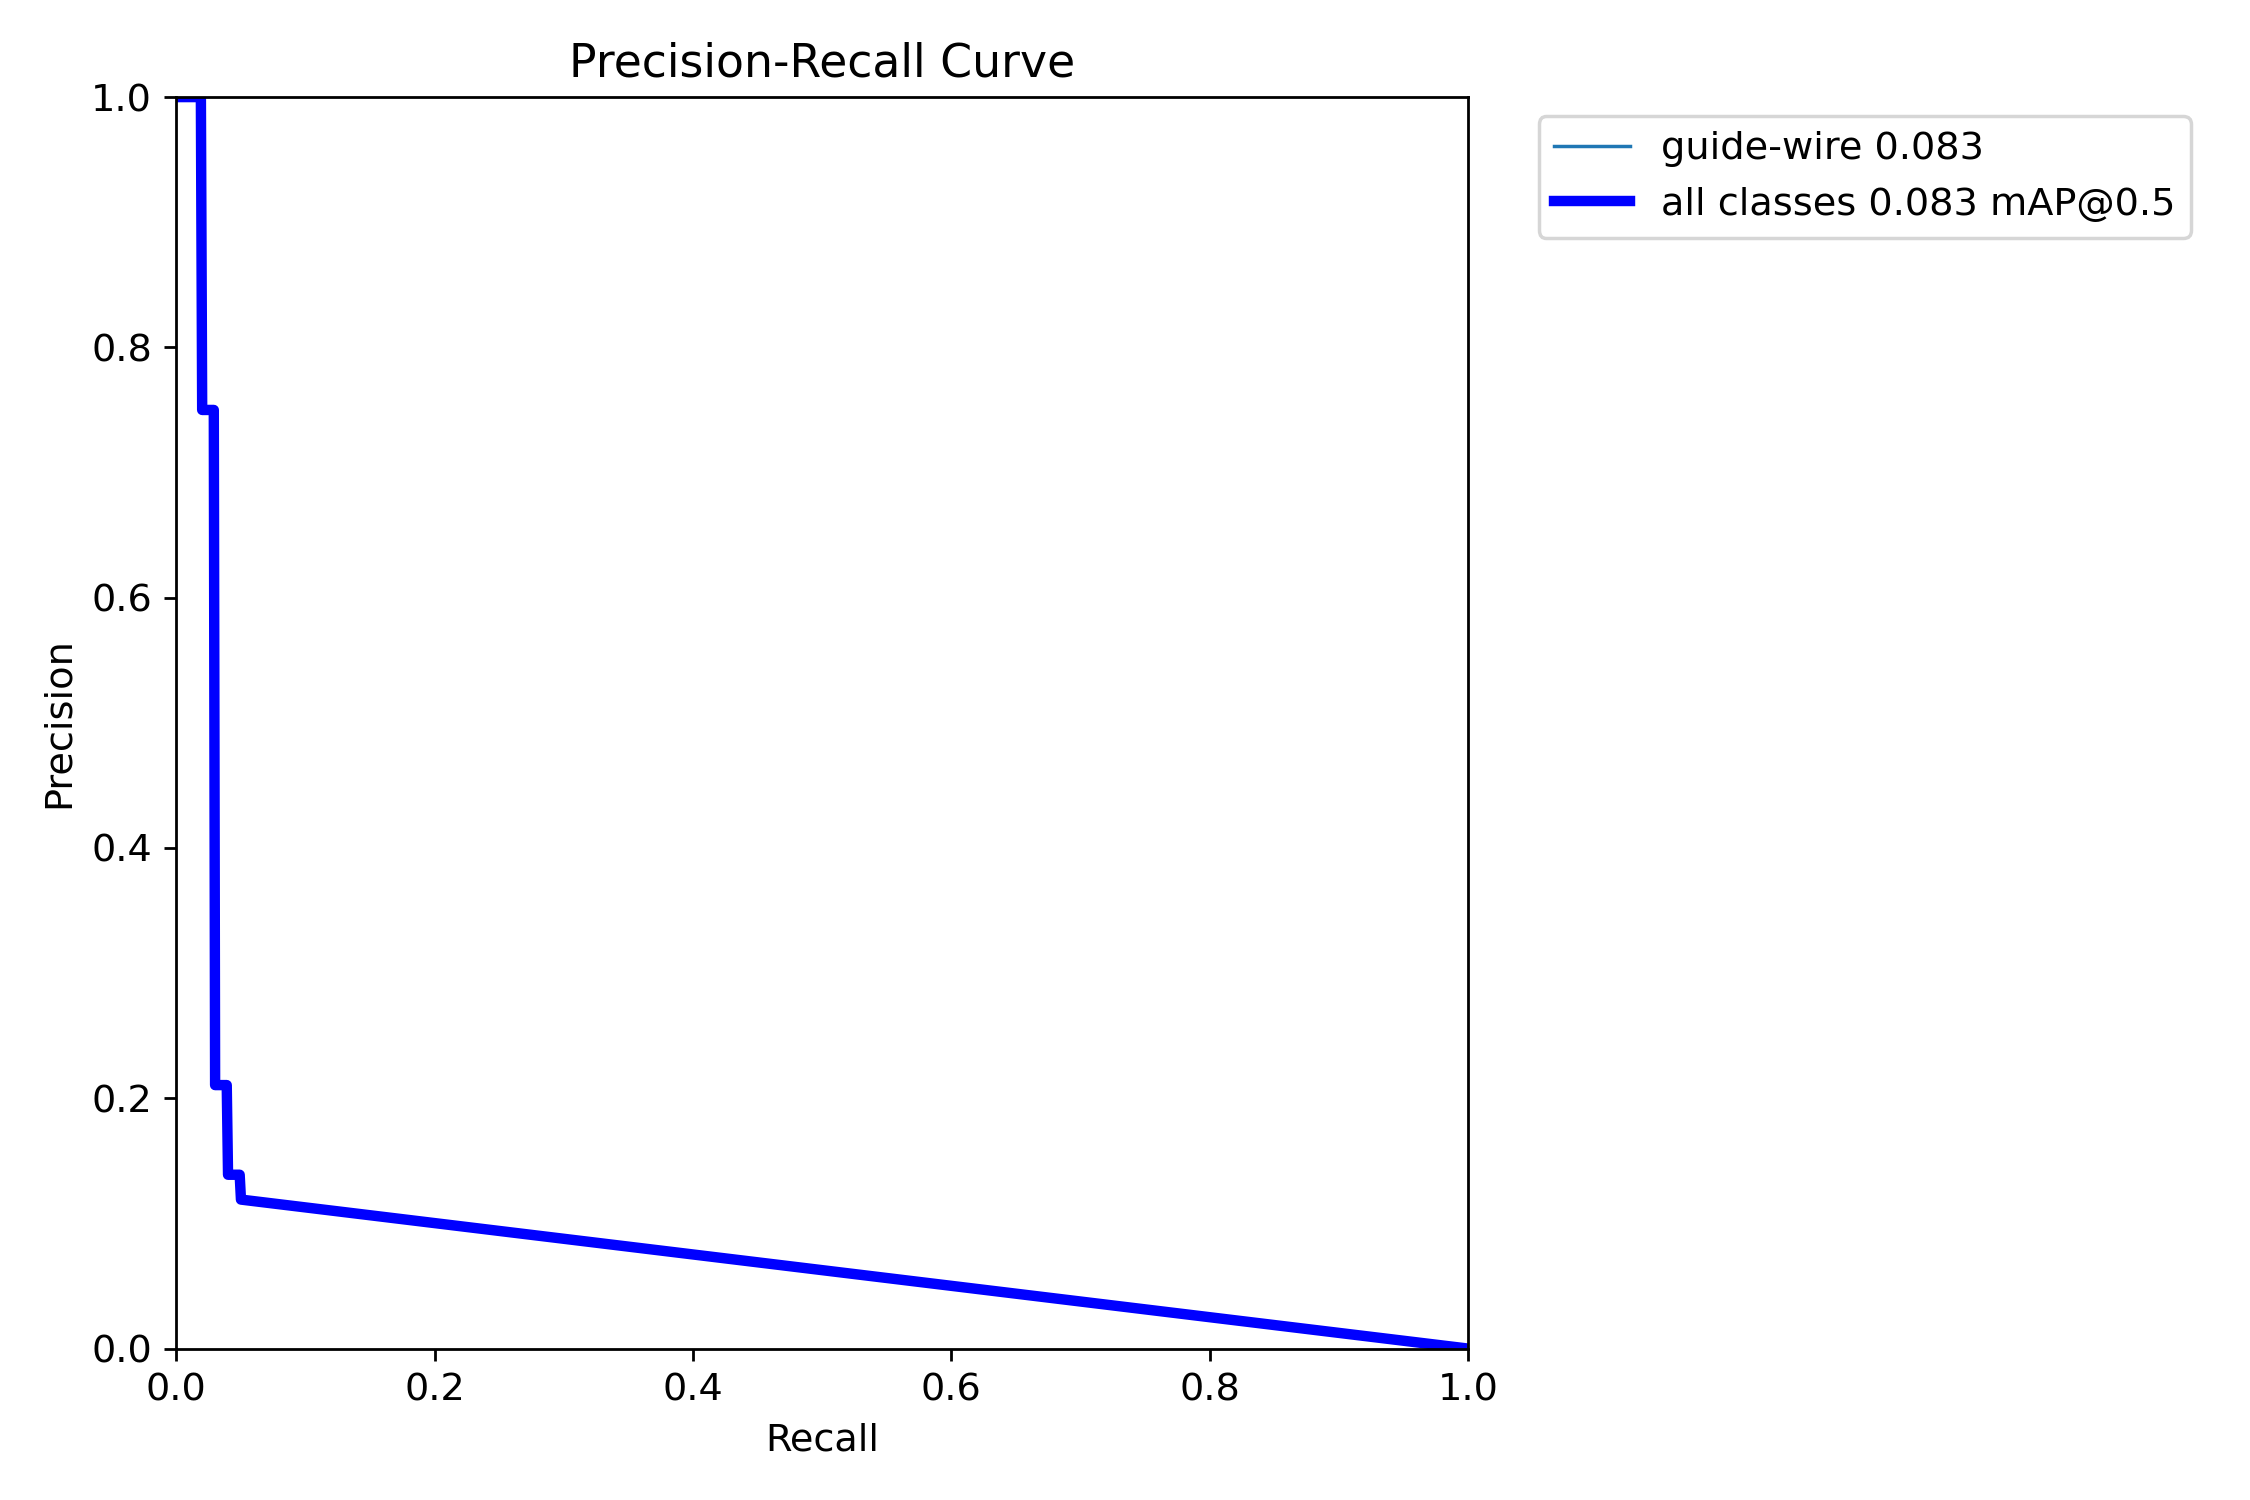 Precision-Recall Curve
guide-wire 0.083
all classes 0.083 mAP@0.5
Precision
1.0
0.8
0.6
0.4
0.2
0.0
0.0 0.2 0.4 0.6 0.8 1.0
Recall